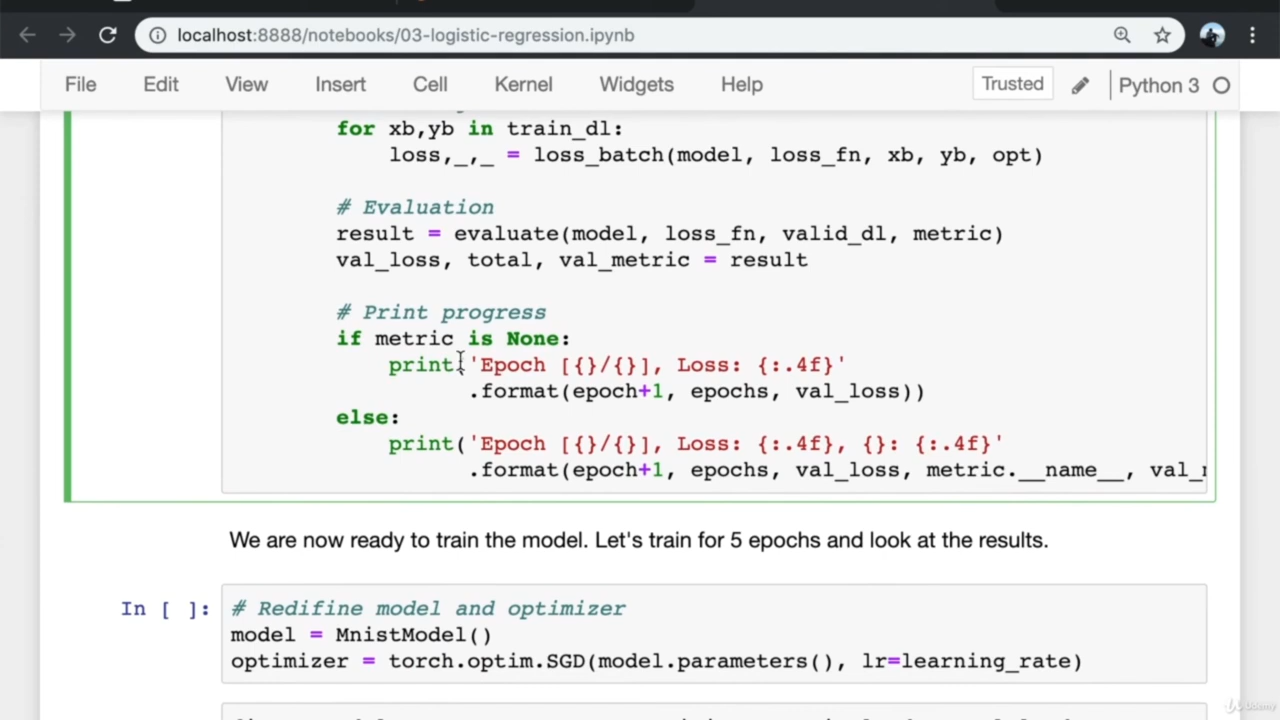 localhost:8888/notebooks/03-logistic-regression.ipynb
File Edit View Insert Cell Kernel Widgets Help Trusted Python 3
for xb,yb in train_dl:
loss,_,_ = loss_batch(model, loss_fn, xb, yb, opt)
# Evaluation
result = evaluate(model, loss_fn, valid_dl, metric)
val_loss, total, val_metric = result
# Print progress
if metric is None:
print('Epoch [{}/{}], Loss: {:.4f}'
.format(epoch+1, epochs, val_loss))
else:
print('Epoch [{}/{}], Loss: {:.4f}, {}: {:.4f}'
.format(epoch+1, epochs, val_loss, metric.__name__, val_
We are now ready to train the model. Let's train for 5 epochs and look at the results.
In [ ]:
# Redifine model and optimizer
model = MnistModel()
optimizer = torch.optim.SGD(model.parameters(), lr=learning_rate)
Udemy